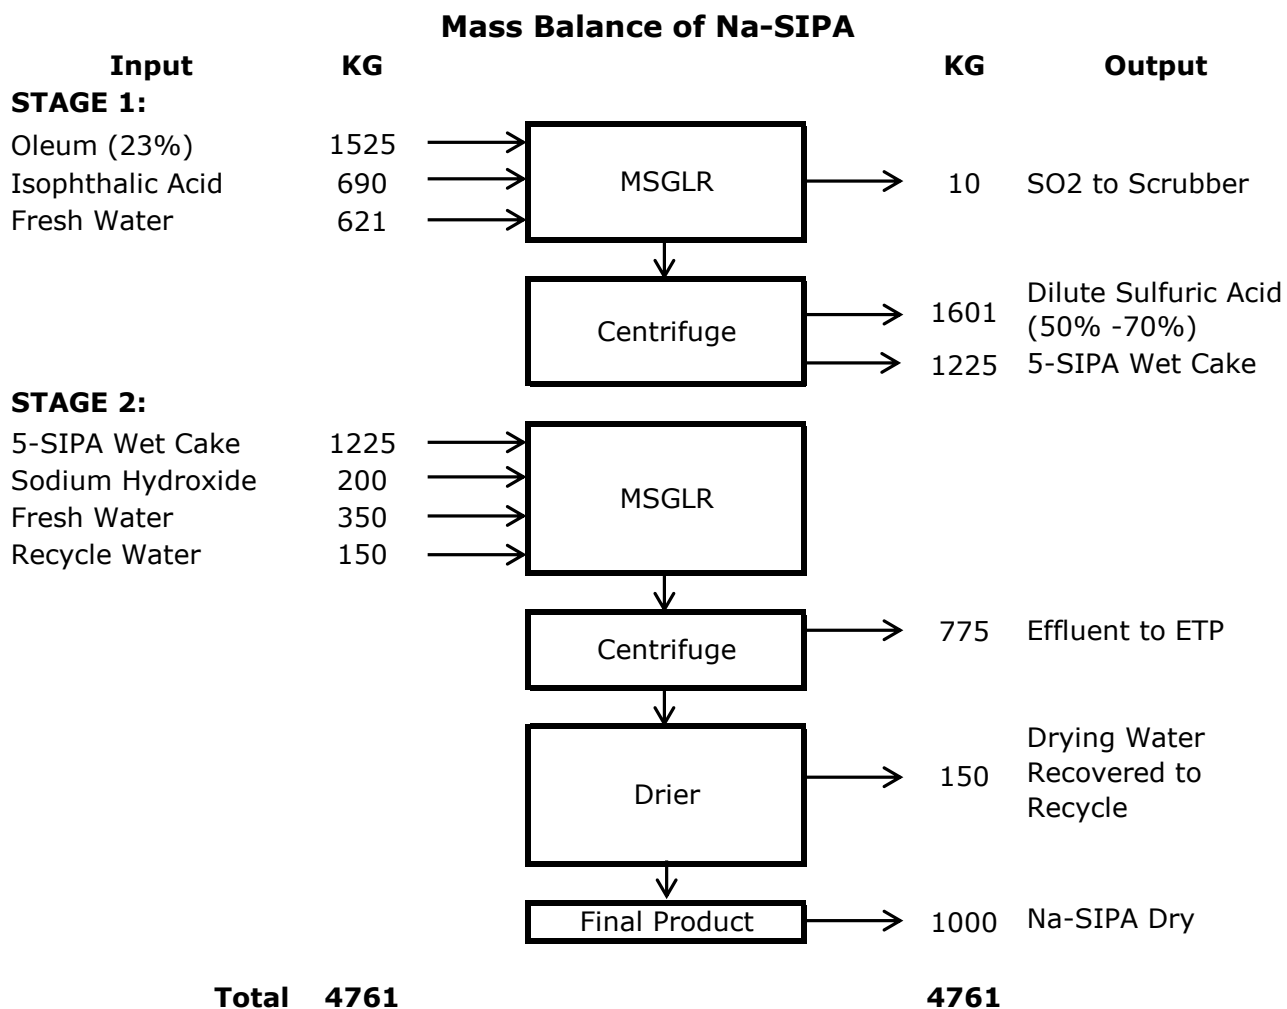 Mass Balance of Na-SIPA
Input KG KG Output
STAGE 1:
Oleum (23%) 1525
Isophthalic Acid 690 MSGLR 10 SO2 to Scrubber
Fresh Water 621
Centrifuge 1601 Dilute Sulfuric Acid
(50% -70%)
1225 5-SIPA Wet Cake
STAGE 2:
5-SIPA Wet Cake 1225
Sodium Hydroxide 200
MSGLR
Fresh Water 350
Recycle Water 150
Centrifuge 775 Effluent to ETP
Drier 150 Drying Water
Recovered to
Recycle
Final Product 1000 Na-SIPA Dry
Total 4761 4761